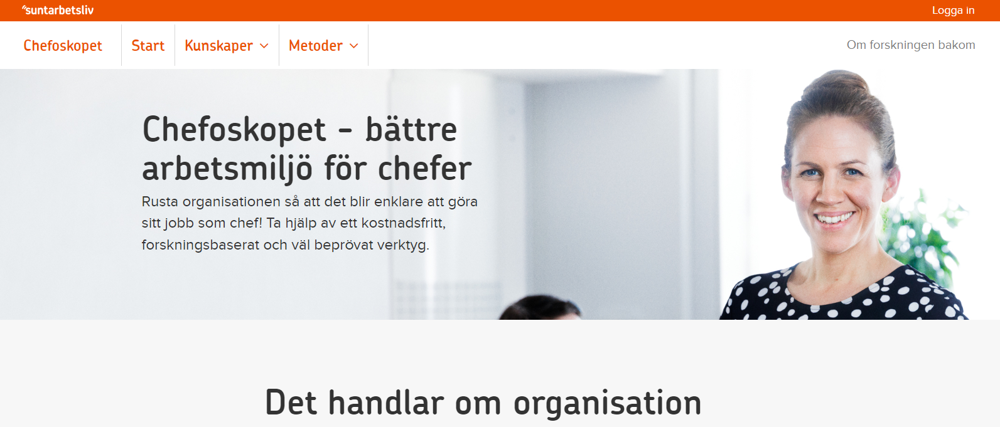 suntarbetsliv
Logga in
Chefoskopet
Start
Kunskaper
Metoder
Om forskningen bakom
Chefoskopet – bättre
arbetsmiljö för chefer
Rusta organisationen så att det blir enklare att göra
sitt jobb som chef! Ta hjälp av ett kostnadsfritt,
forskningsbaserat och väl beprövat verktyg.
Det handlar om organisation